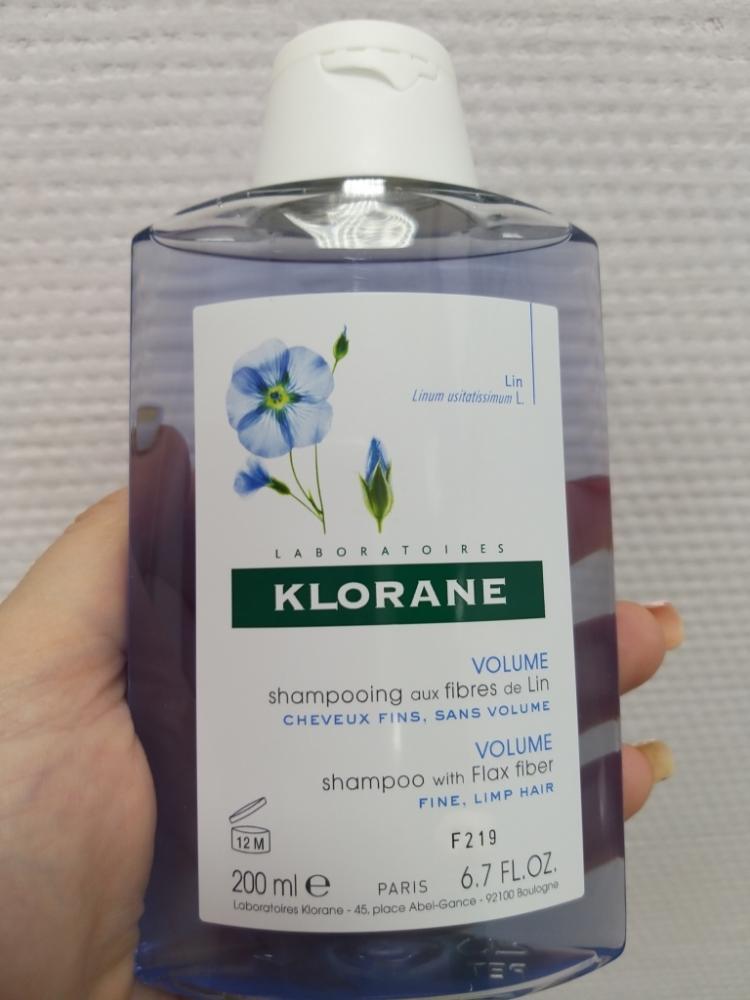 Lin
Linum usitatissimum L.
LABORATOIRES
KLORANE
VOLUME
shampooing aux fibres de Lin
CHEVEUX FINS, SANS VOLUME
VOLUME
shampoo with Flax fiber
FINE, LIMP HAIR
F219
12 M
200 ml e PARIS 6.7 FL.OZ.
Laboratoires Klorane - 45, place Abel-Gance - 92100 Boulogne